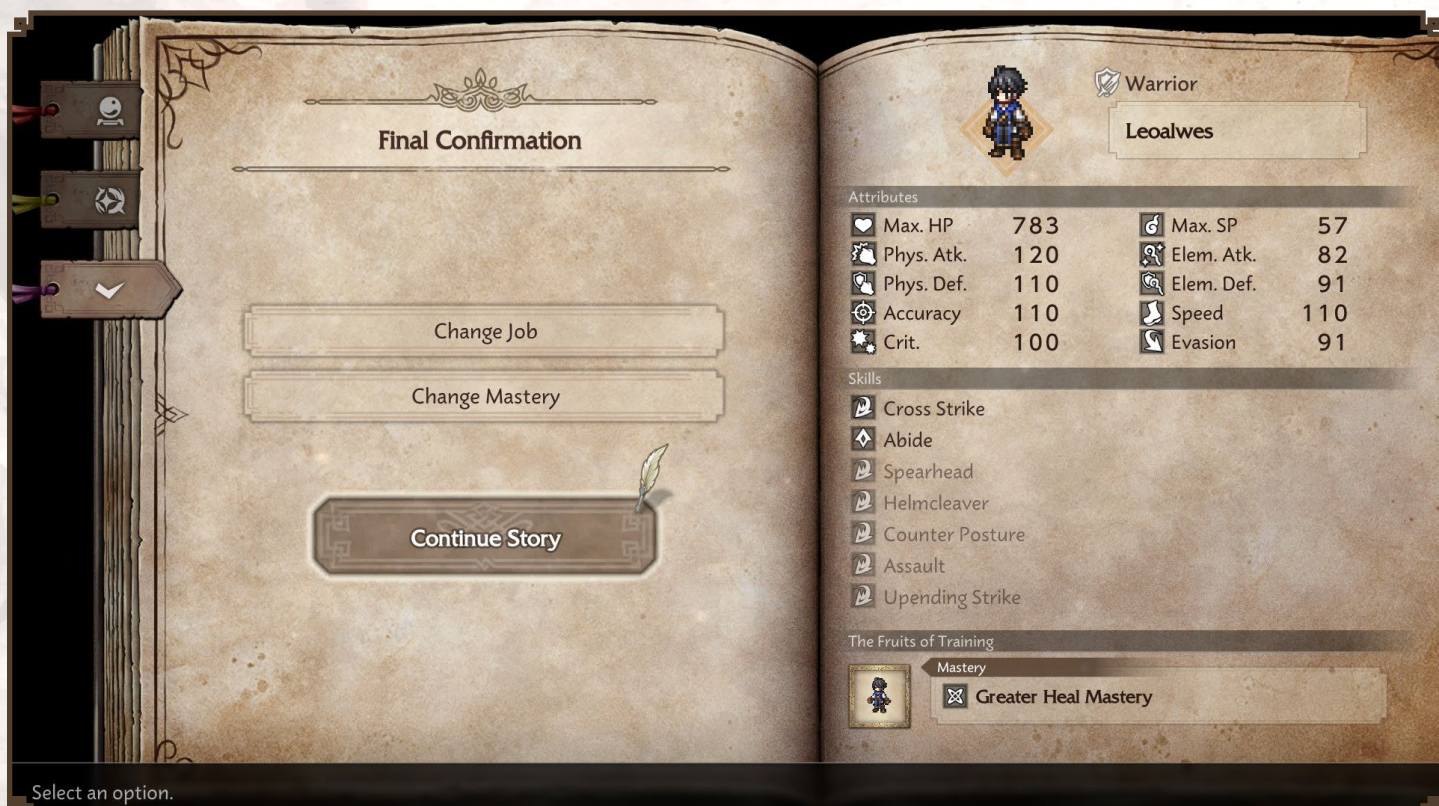 Final Confirmation
Change Job
Change Mastery
Continue Story
Warrior
Leoalwes
Attributes
Max. HP 783 Max. SP 57
Phys. Atk. 120 Elem. Atk. 82
Phys. Def. 110 Elem. Def. 91
Accuracy 110 Speed 110
Crit. 100 Evasion 91
Skills
Cross Strike
Abide
Spearhead
Helmcleaver
Counter Posture
Assault
Upending Strike
The Fruits of Training
Mastery
Greater Heal Mastery
Select an option.